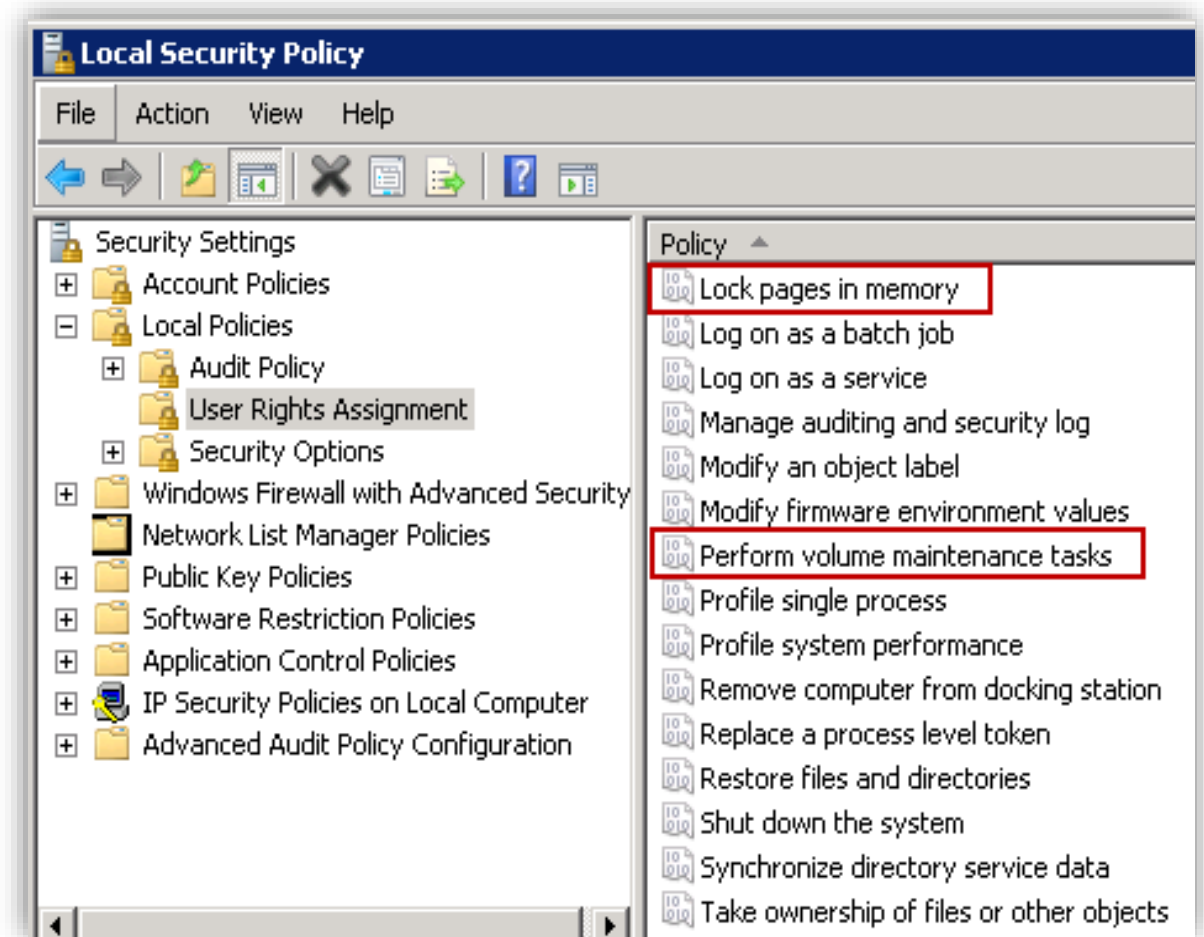 Local Security Policy
File Action View Help
Security Settings
Account Policies
Local Policies
Audit Policy
User Rights Assignment
Security Options
Windows Firewall with Advanced Security
Network List Manager Policies
Public Key Policies
Software Restriction Policies
Application Control Policies
IP Security Policies on Local Computer
Advanced Audit Policy Configuration
Policy
Lock pages in memory
Log on as a batch job
Log on as a service
Manage auditing and security log
Modify an object label
Modify firmware environment values
Perform volume maintenance tasks
Profile single process
Profile system performance
Remove computer from docking station
Replace a process level token
Restore files and directories
Shut down the system
Synchronize directory service data
Take ownership of files or other objects